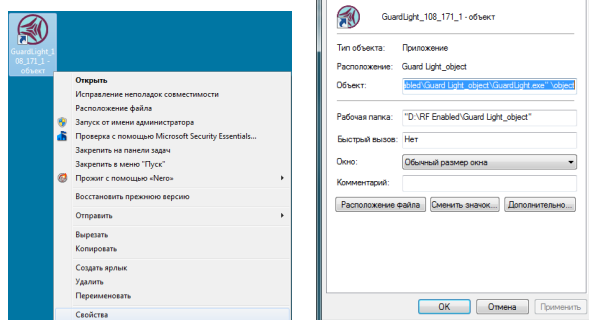 GuardLight_1
08_171_1 -
объект
Открыть
Исправление неполадок совместимости
Расположение файла
Запуск от имени администратора
Проверка с помощью Microsoft Security Essentials...
Закрепить на панели задач
Закрепить в меню "Пуск"
Прожиг с помощью «Nero»
Восстановить прежнюю версию
Отправить
Вырезать
Копировать
Создать ярлык
Удалить
Переименовать
Свойства
GuardLight_108_171_1 - объект
Тип объекта: Приложение
Расположение: Guard Light_object
Объект: bled\Guard Light_object\GuardLight.exe" \object
Рабочая папка: "D:\RF Enabled\Guard Light_object"
Быстрый вызов: Нет
Окно: Обычный размер окна
Комментарий:
Расположение файла Сменить значок... Дополнительно...
ОК Отмена Применить